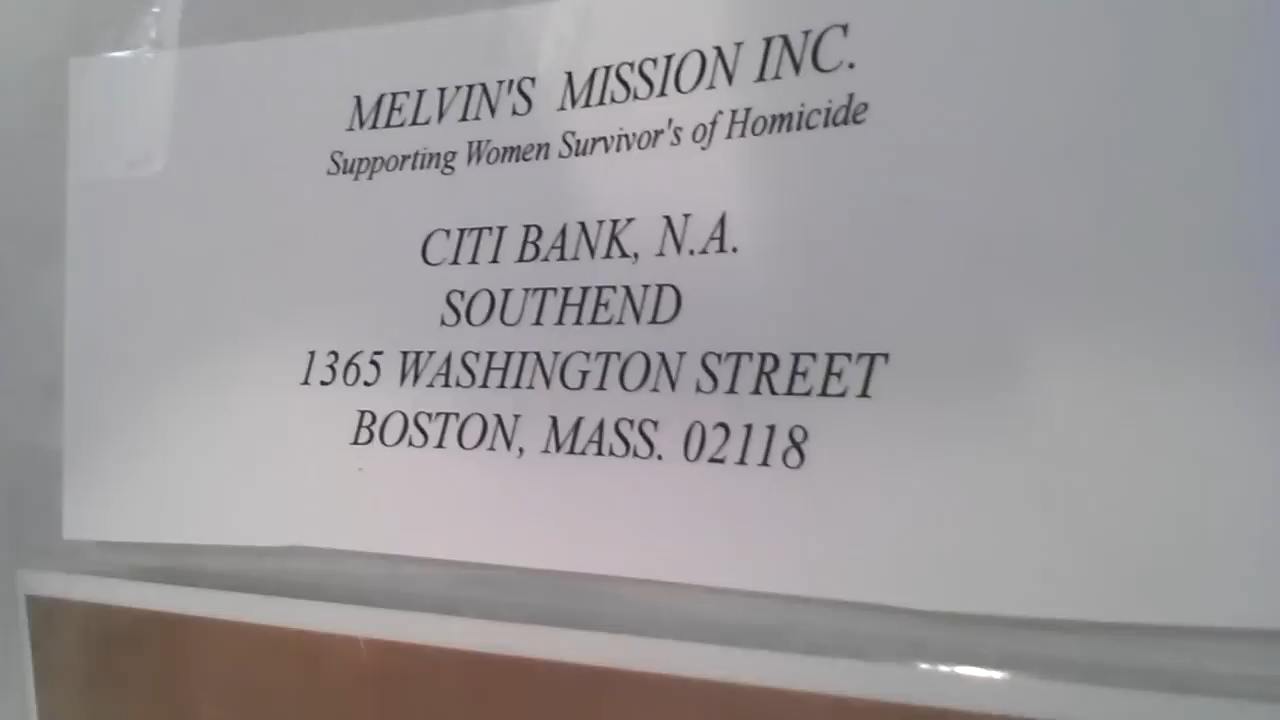 MELVIN'S MISSION INC.
Supporting Women Survivor's of Homicide
CITI BANK, N.A.
SOUTHEND
1365 WASHINGTON STREET
BOSTON, MASS. 02118